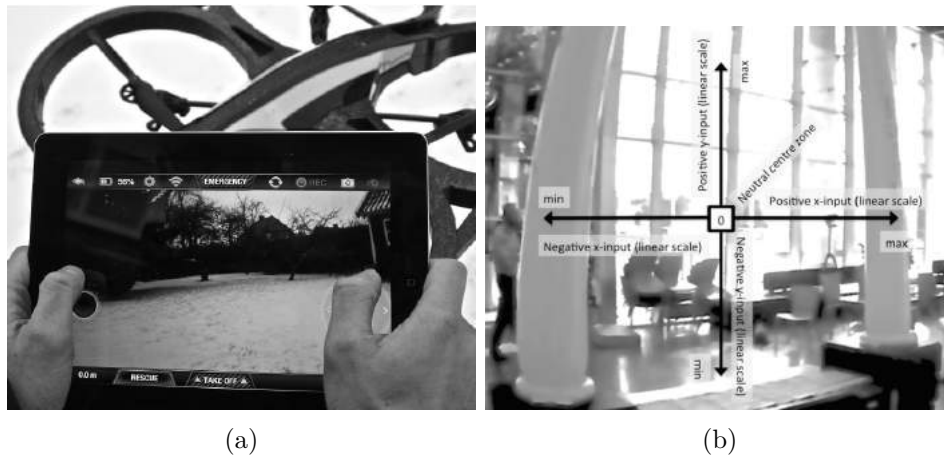 58%
EMERGENCY
REC
0.0 m
RESCUE
TAKE OFF
max
Positive y-input (linear scale)
Neutral centre zone
min
Positive x-input (linear scale)
0
Negative x-input (linear scale)
max
Negative y-input (linear scale)
min
(a)
(b)